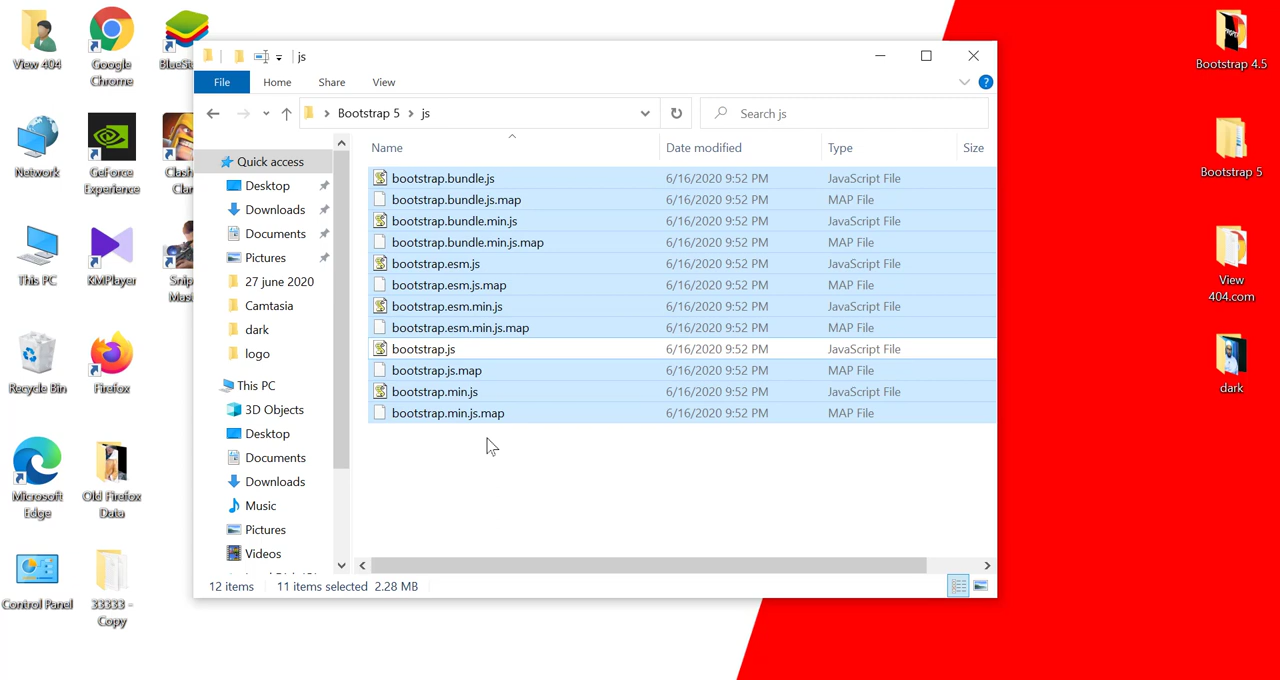 View 404
Google
Chrome
BlueSt
Network
GeForce
Experience
Clash
Clan
This PC
KMPlayer
Snip
Mas
Recycle Bin
Firefox
Microsoft
Edge
Old Firefox
Data
Control Panel
33333 -
Copy
js
File
Home
Share
View
?
Bootstrap 5
js
Search js
Quick access
Desktop
Downloads
Documents
Pictures
27 june 2020
Camtasia
dark
logo
This PC
3D Objects
Desktop
Documents
Downloads
Music
Pictures
Videos
Name Date modified Type Size
bootstrap.bundle.js 6/16/2020 9:52 PM JavaScript File
bootstrap.bundle.js.map 6/16/2020 9:52 PM MAP File
bootstrap.bundle.min.js 6/16/2020 9:52 PM JavaScript File
bootstrap.bundle.min.js.map 6/16/2020 9:52 PM MAP File
bootstrap.esm.js 6/16/2020 9:52 PM JavaScript File
bootstrap.esm.js.map 6/16/2020 9:52 PM MAP File
bootstrap.esm.min.js 6/16/2020 9:52 PM JavaScript File
bootstrap.esm.min.js.map 6/16/2020 9:52 PM MAP File
bootstrap.js 6/16/2020 9:52 PM JavaScript File
bootstrap.js.map 6/16/2020 9:52 PM MAP File
bootstrap.min.js 6/16/2020 9:52 PM JavaScript File
bootstrap.min.js.map 6/16/2020 9:52 PM MAP File
12 items 11 items selected 2.28 MB
Bootstrap 4.5
Bootstrap 5
View
404.com
dark